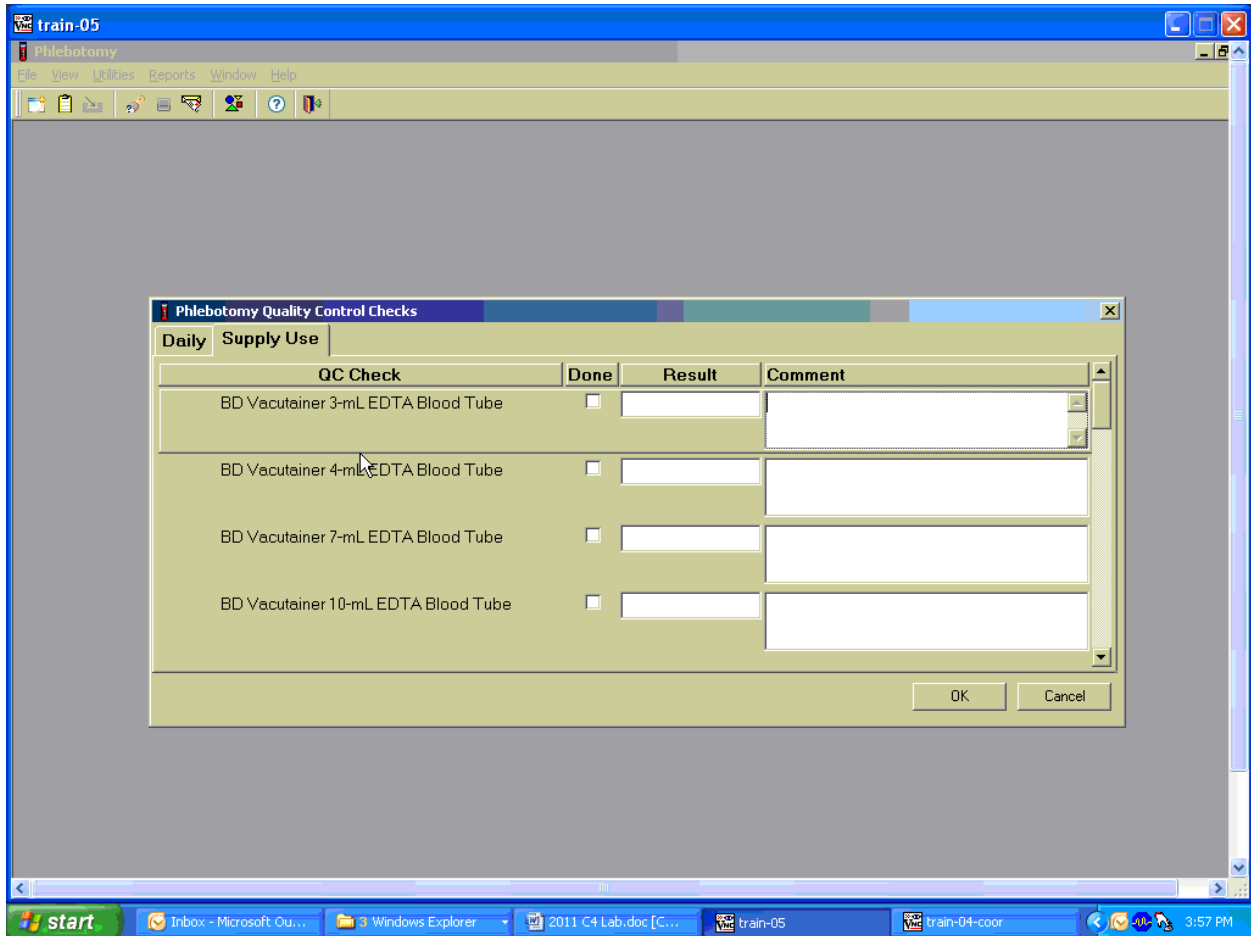 train-05
Phlebotomy
File View Utilities Reports Window Help
Phlebotomy Quality Control Checks
Daily Supply Use
QC Check Done Result Comment
BD Vacutainer 3-mL EDTA Blood Tube
BD Vacutainer 4-mL EDTA Blood Tube
BD Vacutainer 7-mL EDTA Blood Tube
BD Vacutainer 10-mL EDTA Blood Tube
OK Cancel
start Inbox - Microsoft Ou... 3 Windows Explorer 2011 C4 Lab.doc [C... train-05 train-04-coor 3:57 PM